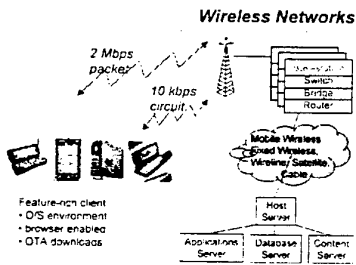 Wireless Networks
2 Mbps
packet
10 kbps
circuit
Switch
Bridge
Router
Mobile Wireless
Fixed Wireless,
Wireline, Satellite,
Cable
Host
Server
Feature-rich client
• O/S environment
• browser enabled
• OTA downloads
Applications
Server
Database
Server
Content
Server